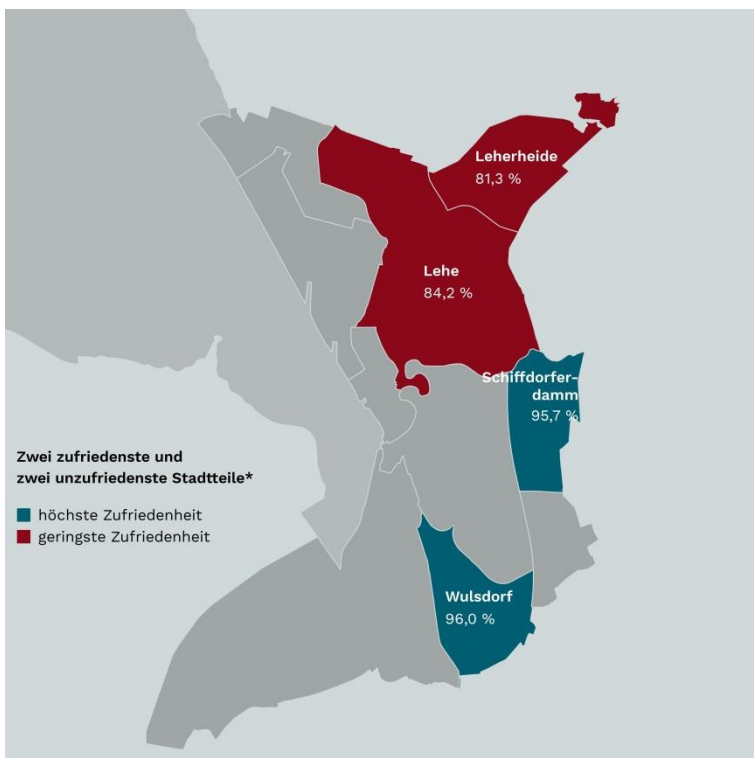 Leherheide
81,3 %
Lehe
84,2 %
Schiffdorfer-
damm
95,7 %
Zwei zufriedenste und
zwei unzufriedenste Stadtteile*
höchste Zufriedenheit
geringste Zufriedenheit
Wulsdorf
96,0 %